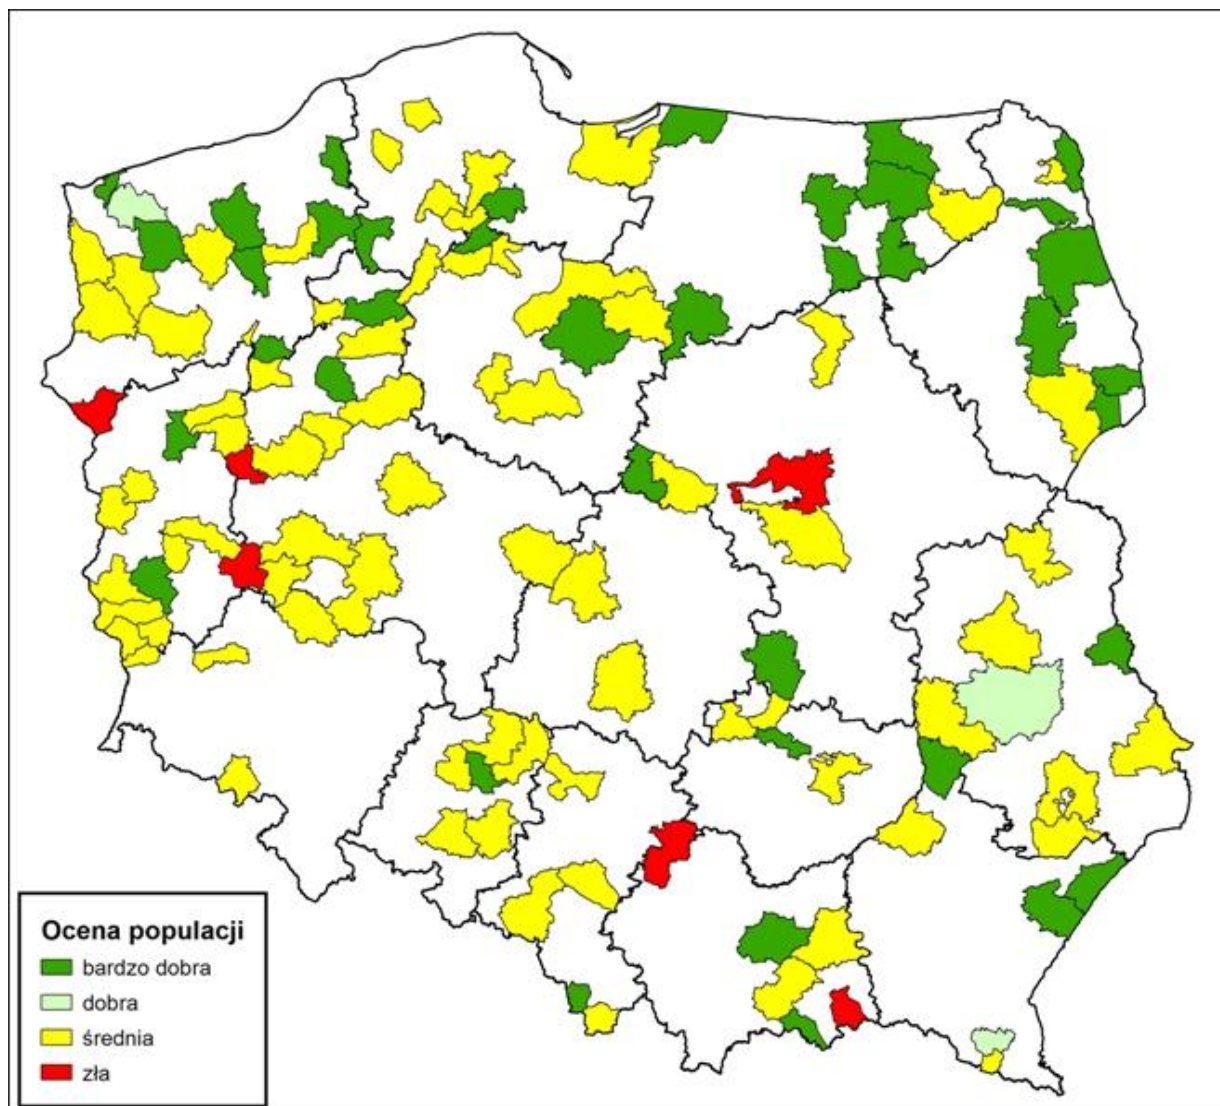 Ocena populacji
bardzo dobra
dobra
średnia
zła